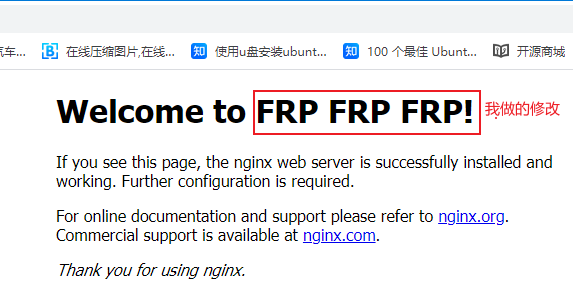 汽车... 在线压缩图片,在线... 使用u盘安装ubunt... 100 个最佳 Ubunt... 开源商城
Welcome to FRP FRP FRP! 我做的修改
If you see this page, the nginx web server is successfully installed and
working. Further configuration is required.
For online documentation and support please refer to nginx.org.
Commercial support is available at nginx.com.
Thank you for using nginx.